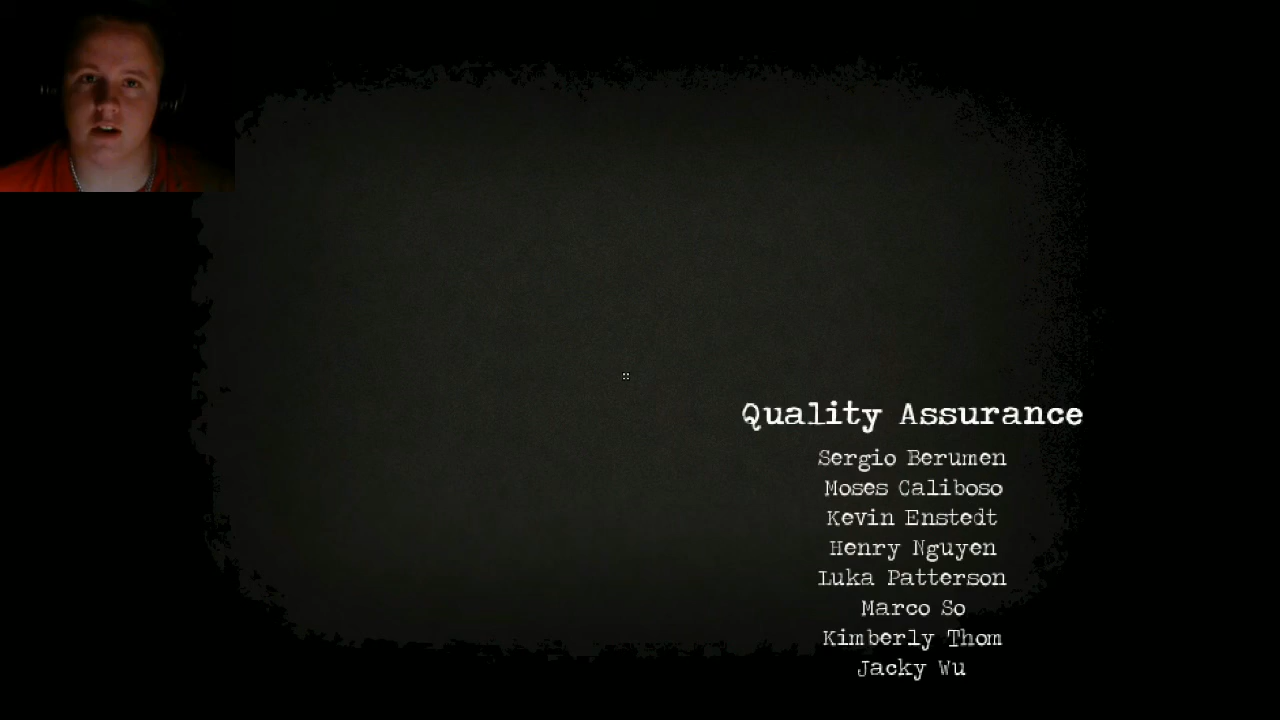 Quality Assurance
Sergio Berumen
Moses Caliboso
Kevin Enstedt
Henry Nguyen
Luka Patterson
Marco So
Kimberly Thom
Jacky Wu